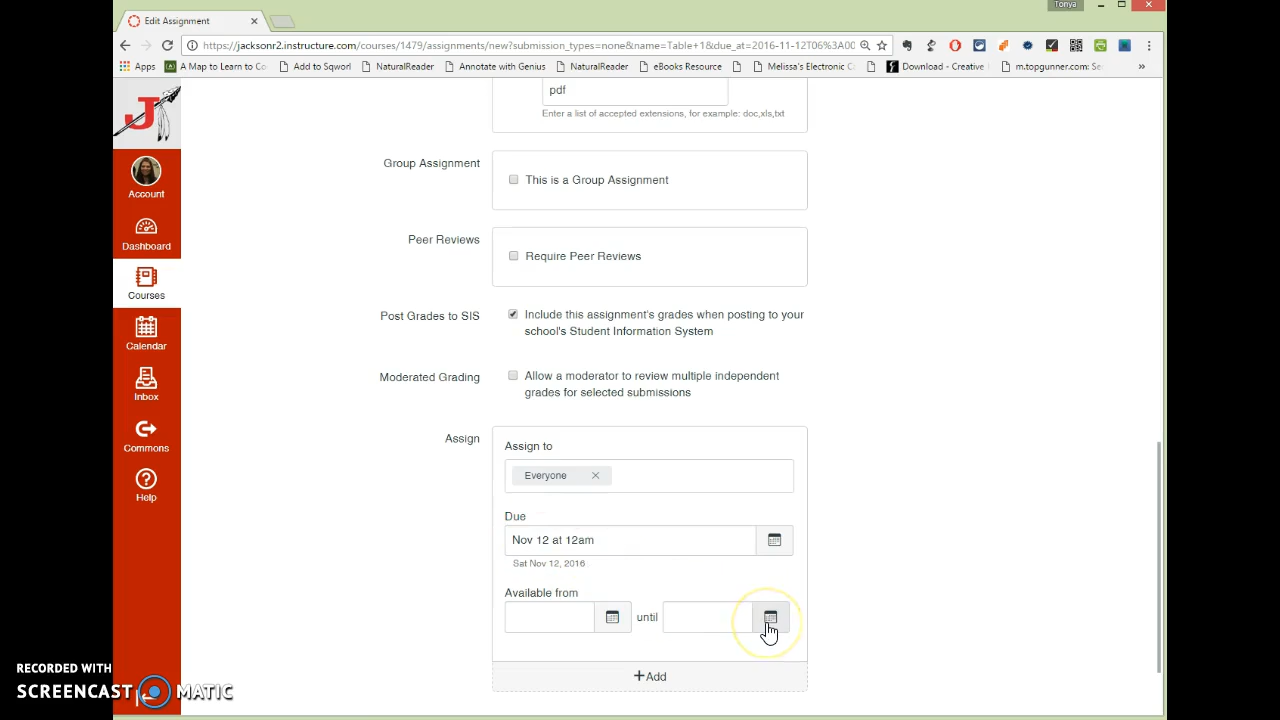 Tonya
Edit Assignment
https://jacksonr2.instructure.com/courses/1479/assignments/new?submission_types=none&name=Table+1&due_at=2016-11-12T06%3A00
Apps A Map to Learn to Co Add to Sqworl NaturalReader Annotate with Genius NaturalReader eBooks Resource Melissa's Electronic C Download - Creative m.topgunner.com: Se »
J
pdf
Enter a list of accepted extensions, for example: doc,xls,txt
Group Assignment
This is a Group Assignment
Account
Peer Reviews
Dashboard
Require Peer Reviews
Courses
Post Grades to SIS
Include this assignment's grades when posting to your
school's Student Information System
Calendar
Moderated Grading
Allow a moderator to review multiple independent
grades for selected submissions
Inbox
Assign
Assign to
Commons
Everyone
Help
Due
Nov 12 at 12am
Sat Nov 12, 2016
Available from
until
+Add
RECORDED WITH
SCREENCAST MATIC